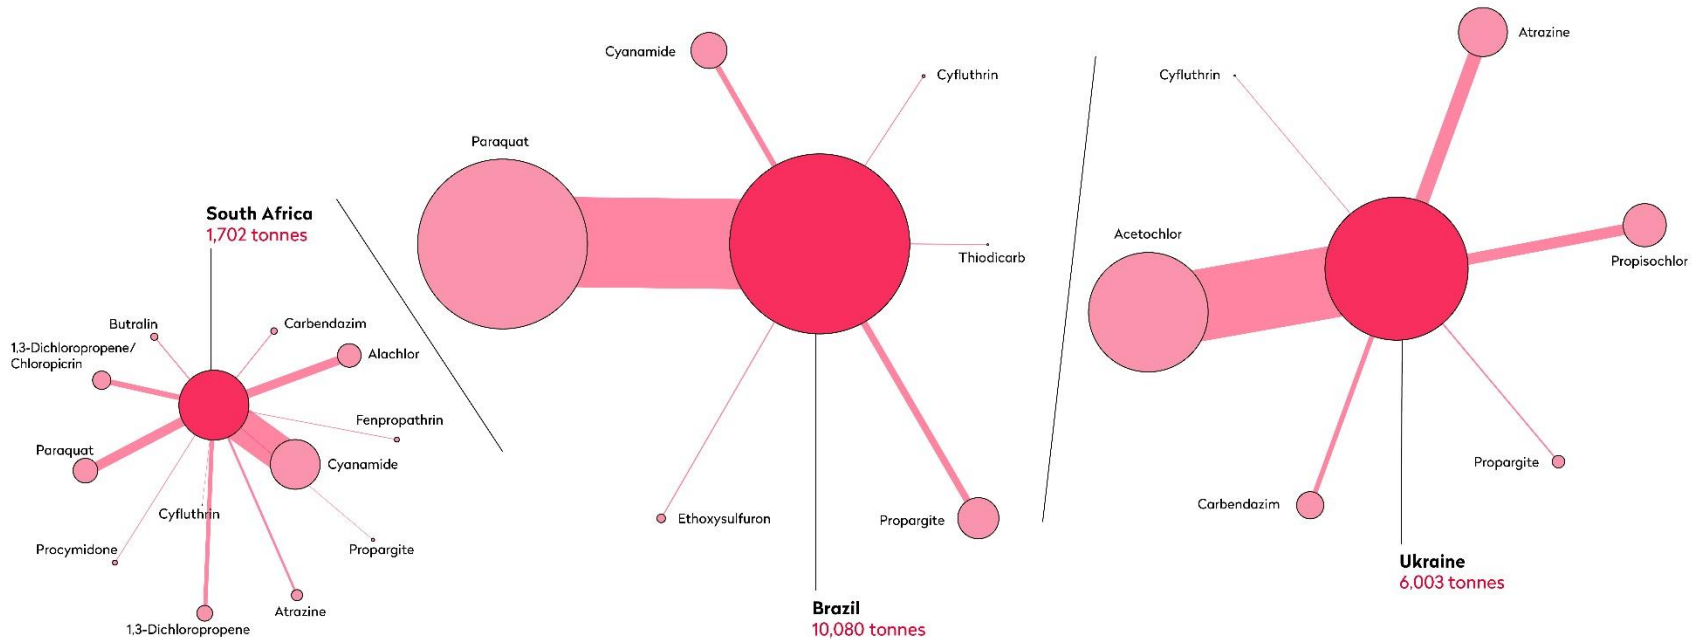 South Africa
1,702 tonnes
Butralin
Carbendazim
1,3-Dichloropropene/
Chloropicrin
Alachlor
Fenpropathrin
Paraquat
Cyanamide
Cyfluthrin
Procymidone
Propargite
Atrazine
1,3-Dichloropropene
Cyanamide
Cyfluthrin
Paraquat
Thiodicarb
Ethoxysulfuron
Propargite
Brazil
10,080 tonnes
Atrazine
Cyfluthrin
Acetochlor
Propisochlor
Propargite
Carbendazim
Ukraine
6,003 tonnes